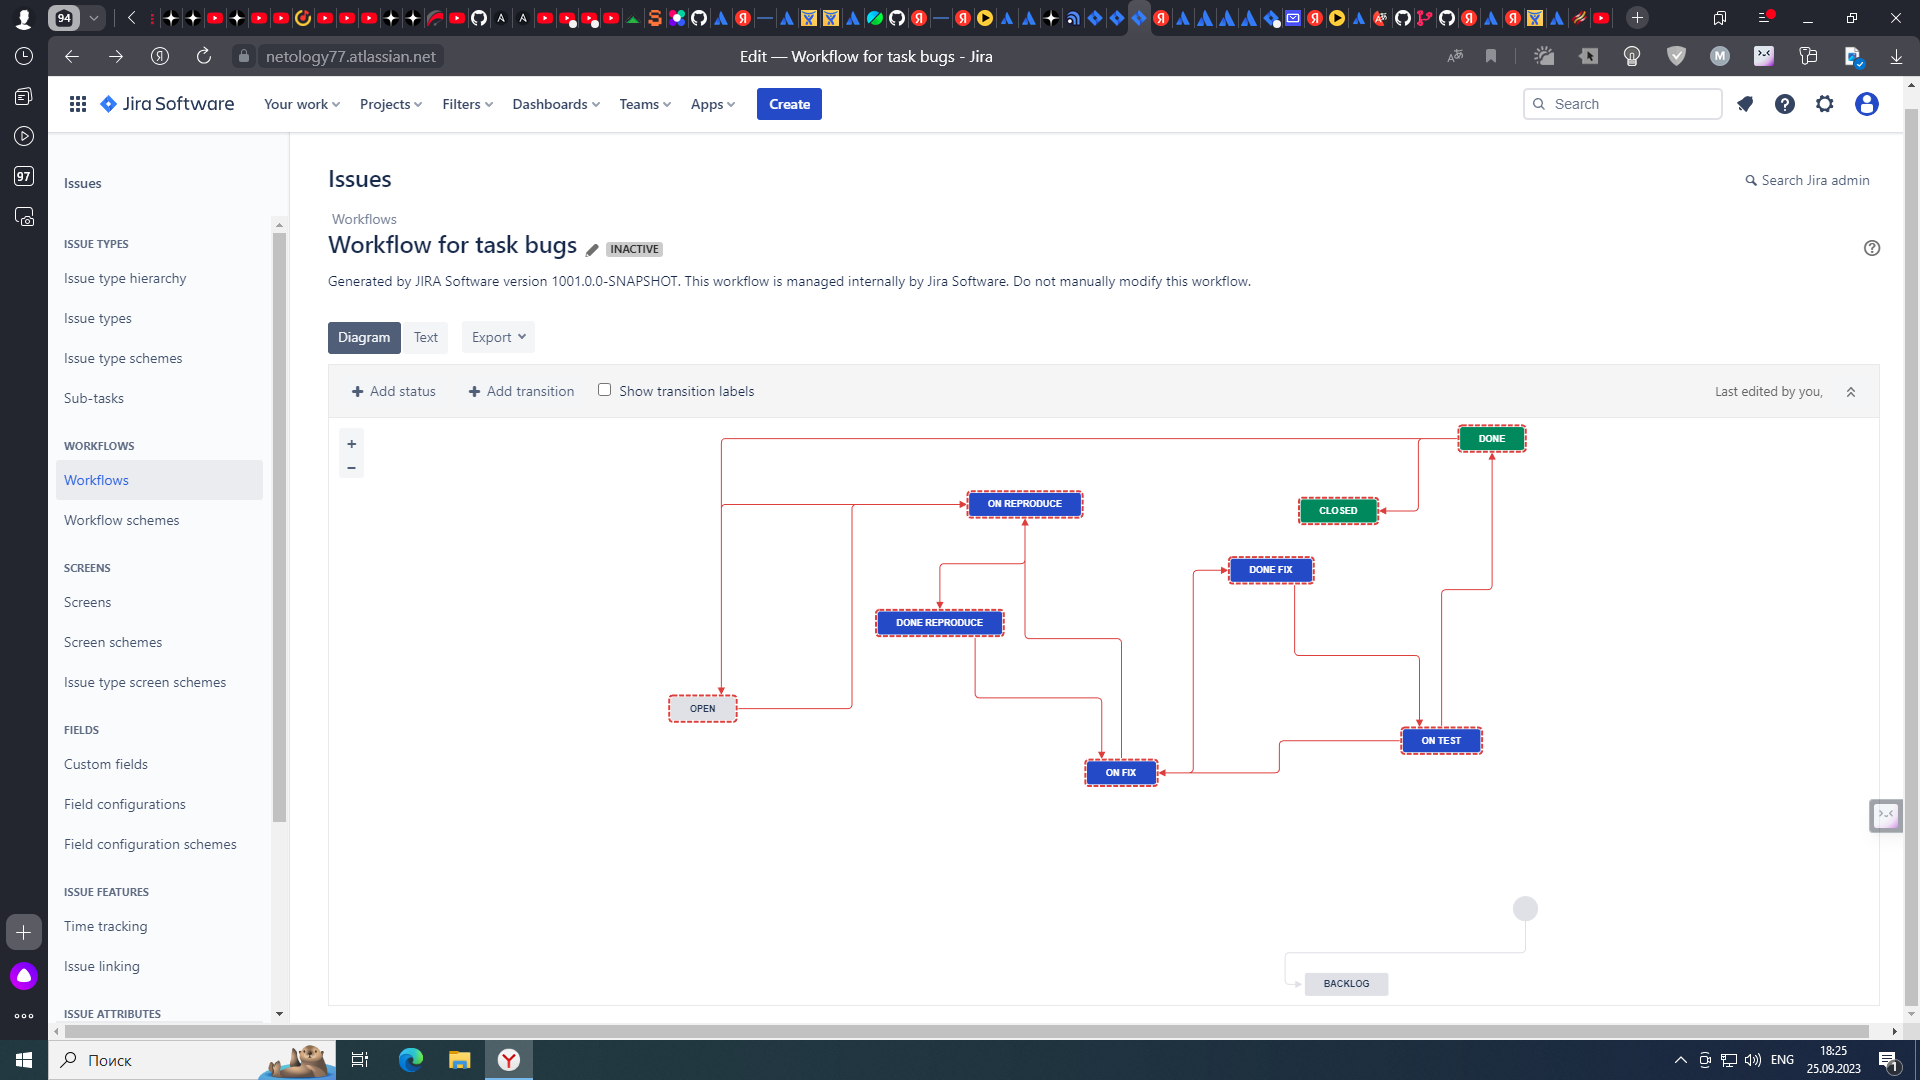 94
netology77.atlassian.net
Edit — Workflow for task bugs - Jira
97
Jira Software
Your work
Projects
Filters
Dashboards
Teams
Apps
Create
Search
Issues
ISSUE TYPES
Issue type hierarchy
Issue types
Issue type schemes
Sub-tasks
WORKFLOWS
Workflows
Workflow schemes
SCREENS
Screens
Screen schemes
Issue type screen schemes
FIELDS
Custom fields
Field configurations
Field configuration schemes
ISSUE FEATURES
Time tracking
Issue linking
ISSUE ATTRIBUTES
Issues
Search Jira admin
Workflows
Workflow for task bugs INACTIVE
Generated by JIRA Software version 1001.0.0-SNAPSHOT. This workflow is managed internally by Jira Software. Do not manually modify this workflow.
Diagram
Text
Export
Add status
Add transition
Show transition labels
Last edited by you,
+
−
DONE
ON REPRODUCE
CLOSED
DONE FIX
DONE REPRODUCE
OPEN
ON TEST
ON FIX
BACKLOG
Поиск
ENG
18:25
25.09.2023
1